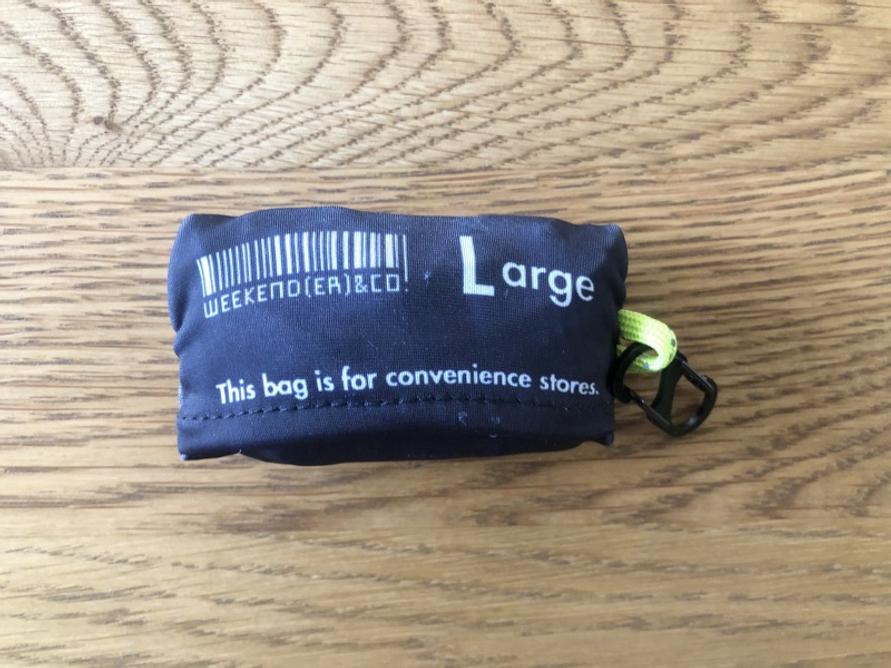 WEEKEND(ER)&CO.
Large
This bag is for convenience stores.